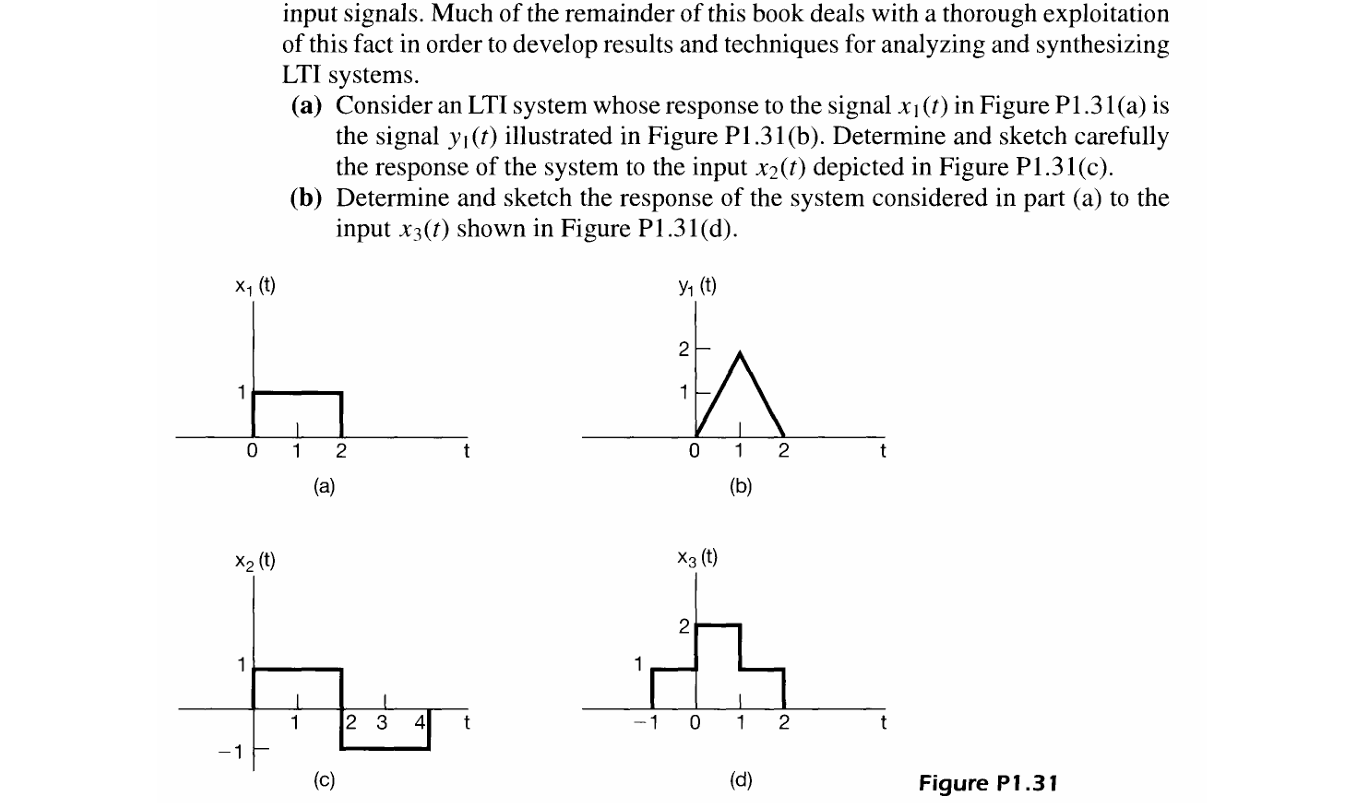 input signals. Much of the remainder of this book deals with a thorough exploitation
of this fact in order to develop results and techniques for analyzing and synthesizing
LTI systems.
(a) Consider an LTI system whose response to the signal x₁(t) in Figure P1.31(a) is
the signal y₁(t) illustrated in Figure P1.31(b). Determine and sketch carefully
the response of the system to the input x₂(t) depicted in Figure P1.31(c).
(b) Determine and sketch the response of the system considered in part (a) to the
input x₃(t) shown in Figure P1.31(d).
x₁ (t)
1
0 1 2 t
(a)
y₁ (t)
2
1
0 1 2 t
(b)
x₂ (t)
1
1 2 3 4 t
−1
(c)
x₃ (t)
2
1
−1 0 1 2 t
(d)
Figure P1.31